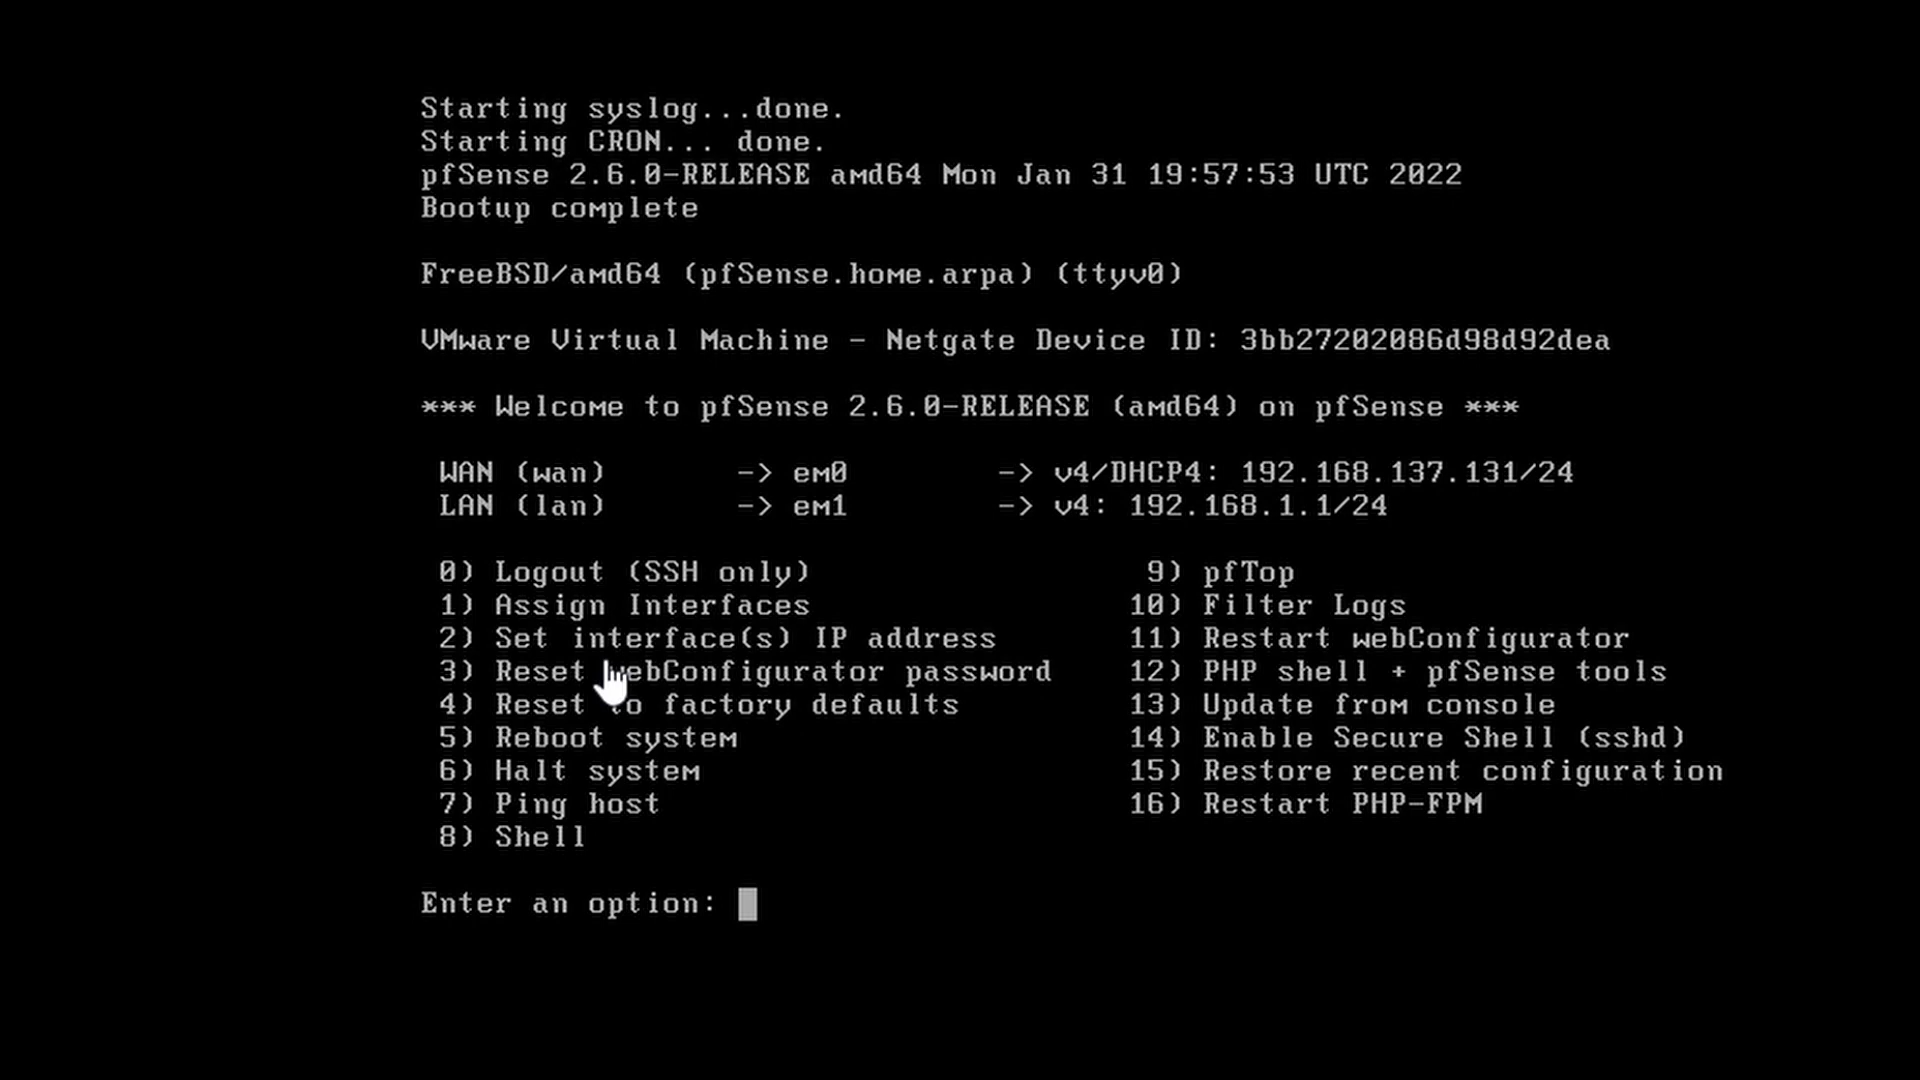 Starting syslog...done.
Starting CRON... done.
pfSense 2.6.0-RELEASE amd64 Mon Jan 31 19:57:53 UTC 2022
Bootup complete
FreeBSD/amd64 (pfSense.home.arpa) (ttyv0)
VMware Virtual Machine - Netgate Device ID: 3bb27202086d98d92dea
*** Welcome to pfSense 2.6.0-RELEASE (amd64) on pfSense ***
WAN (wan) -> em0 -> v4/DHCP4: 192.168.137.131/24
LAN (lan) -> em1 -> v4: 192.168.1.1/24
0) Logout (SSH only) 9) pfTop
1) Assign Interfaces 10) Filter Logs
2) Set interface(s) IP address 11) Restart webConfigurator
3) Reset webConfigurator password 12) PHP shell + pfSense tools
4) Reset to factory defaults 13) Update from console
5) Reboot system 14) Enable Secure Shell (sshd)
6) Halt system 15) Restore recent configuration
7) Ping host 16) Restart PHP-FPM
8) Shell
Enter an option: